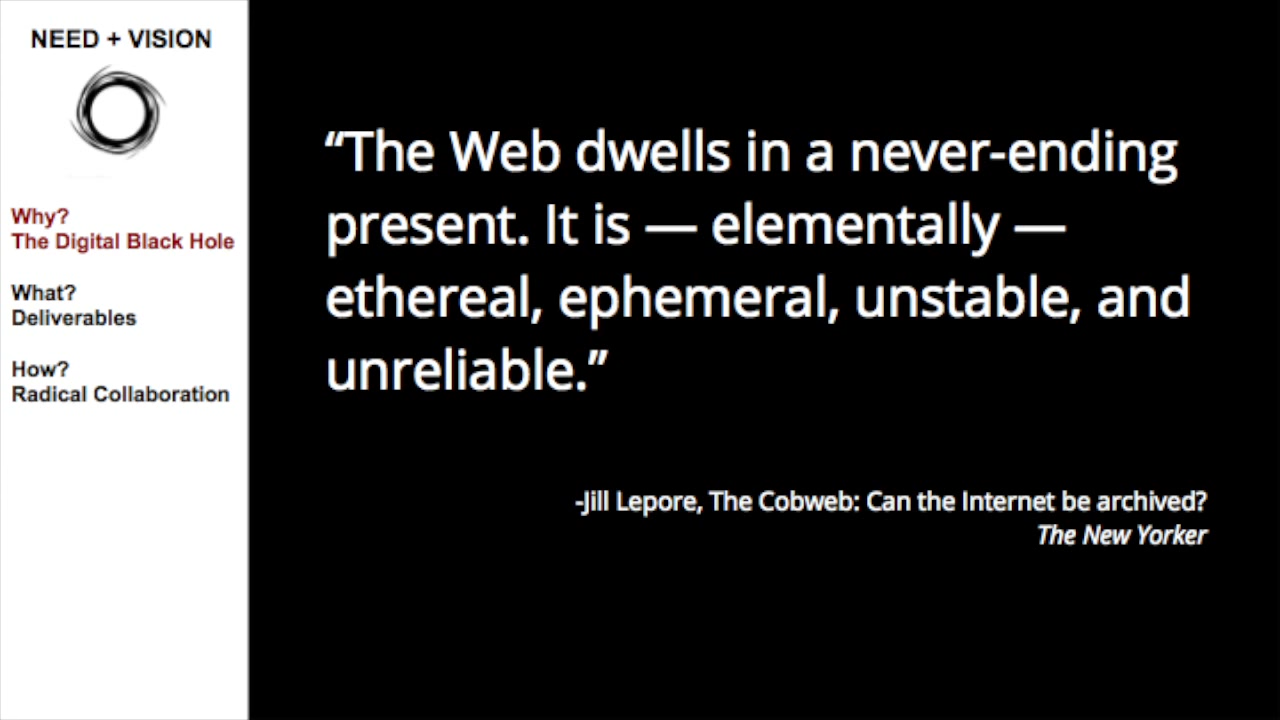 NEED + VISION
Why?
The Digital Black Hole
What?
Deliverables
How?
Radical Collaboration
“The Web dwells in a never-ending
present. It is — elementally —
ethereal, ephemeral, unstable, and
unreliable.”
-Jill Lepore, The Cobweb: Can the Internet be archived?
The New Yorker